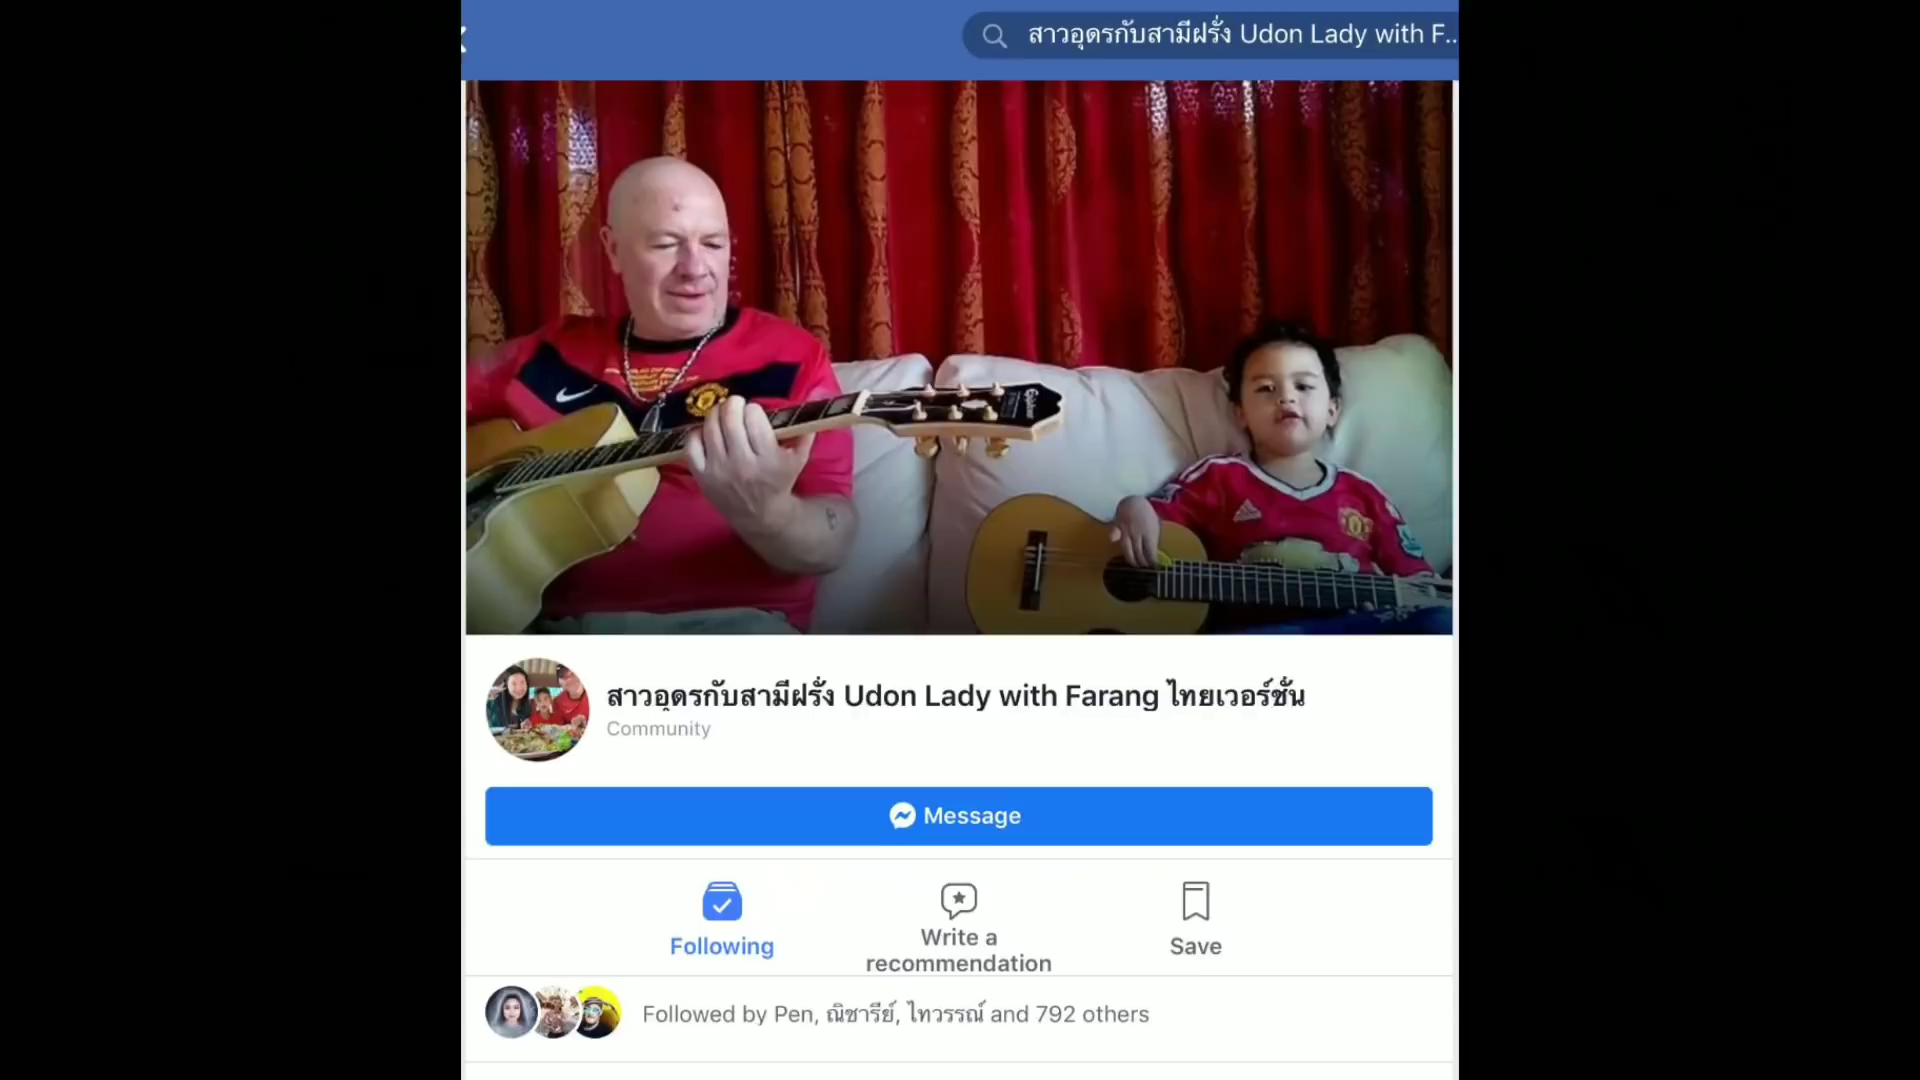 สาวอุดรกับสามีฝรั่ง Udon Lady with F...
Epiphone
สาวอุดรกับสามีฝรั่ง Udon Lady with Farang ไทยเวอร์ชั่น
Community
Message
Following
Write a
recommendation
Save
Followed by Pen, ณิชารีย์, ไทวรรณ์ and 792 others